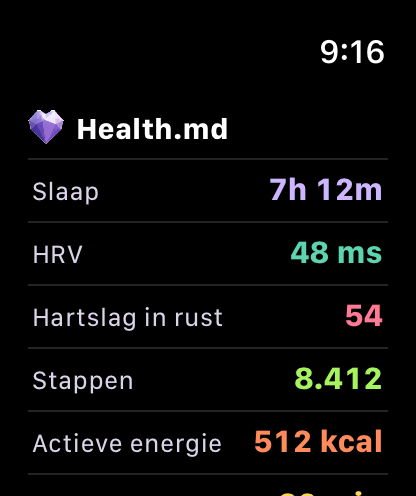 9:16
Health.md
Slaap 7h 12m
HRV 48 ms
Hartslag in rust 54
Stappen 8.412
Actieve energie 512 kcal